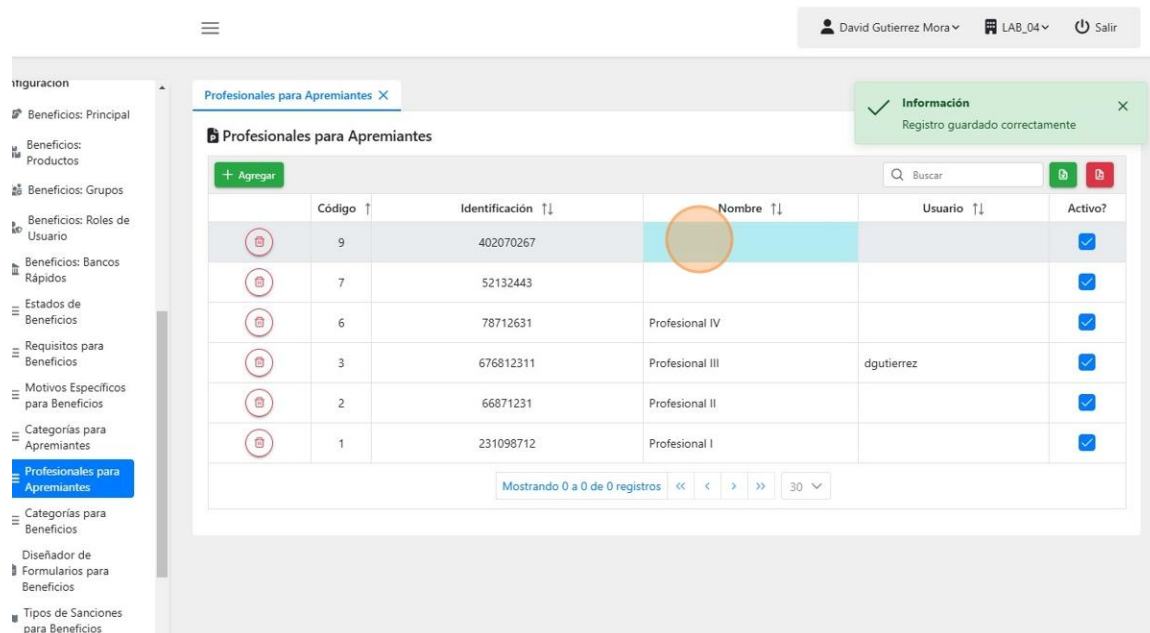 David Gutierrez Mora
LAB_04
Salir
Beneficios: Principal
Beneficios:
Productos
Beneficios: Grupos
Beneficios: Roles de
Usuario
Beneficios: Bancos
Rápidos
Estados de
Beneficios
Requisitos para
Beneficios
Motivos Específicos
para Beneficios
Categorías para
Apremiantes
Profesionales para
Apremiantes
Categorías para
Beneficios
Diseñador de
Formularios para
Beneficios
Tipos de Sanciones
para Beneficios
Profesionales para Apremiantes
Información
Registro guardado correctamente
Profesionales para Apremiantes
+ Agregar
Buscar
Código Identificación Nombre Usuario Activo?
9 402070267
7 52132443
6 78712631 Profesional IV
3 676812311 Profesional III dgutierrez
2 66871231 Profesional II
1 231098712 Profesional I
Mostrando 0 a 0 de 0 registros << < > >> 30